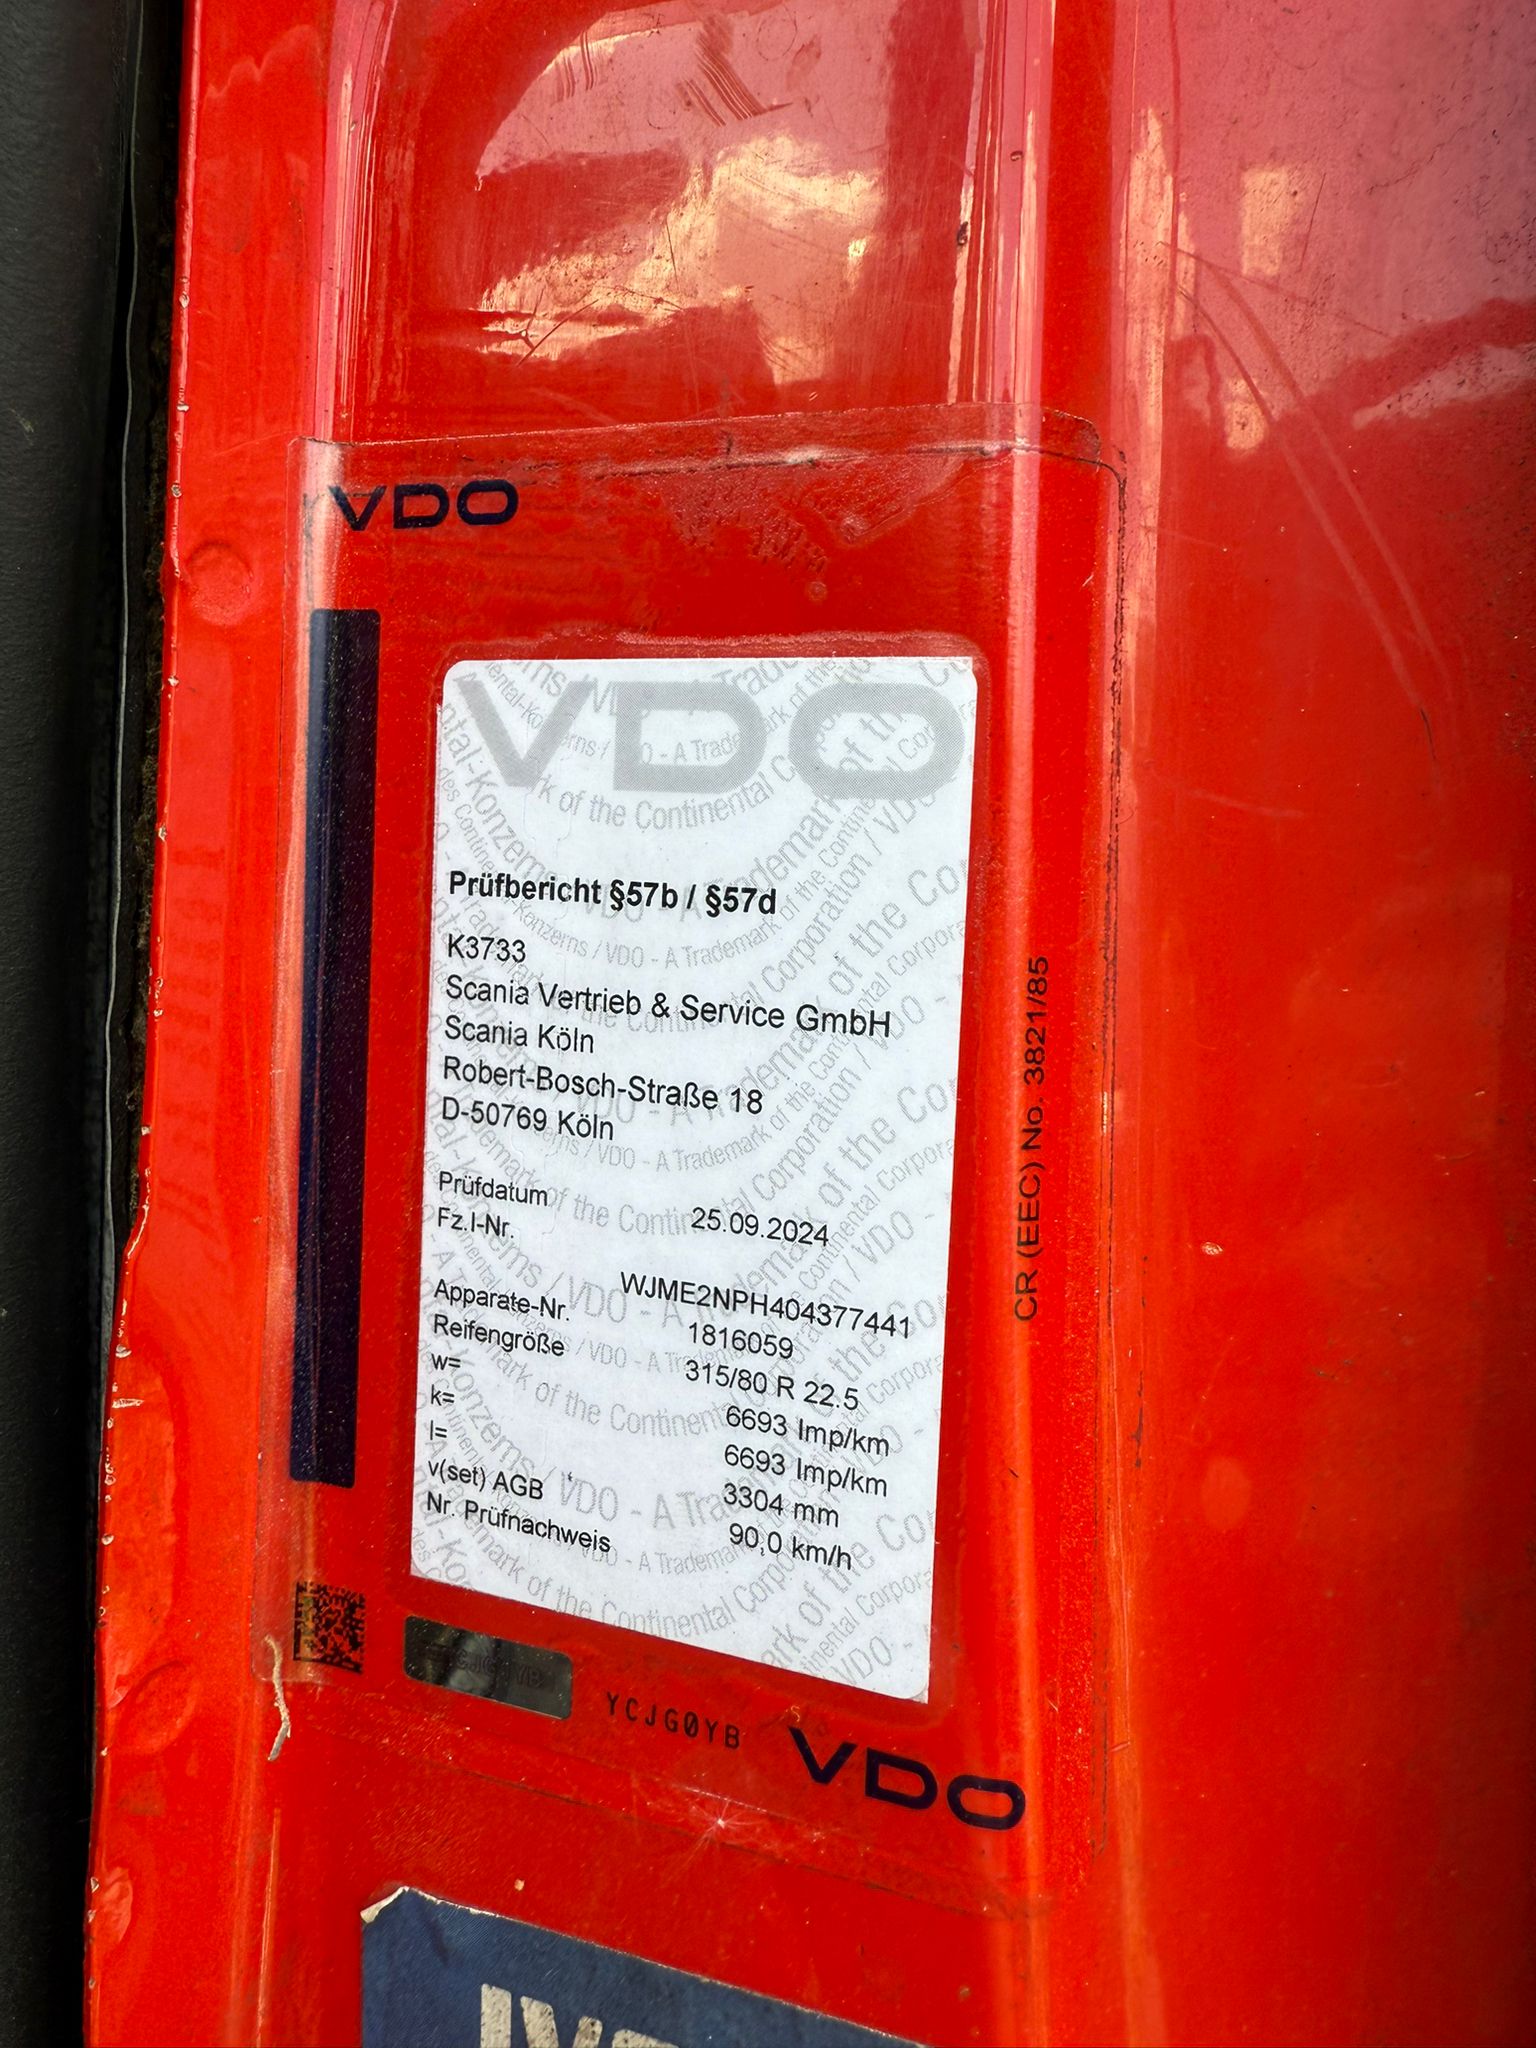 VDO
VDO
Prüfbericht §57b / §57d
K3733
Scania Vertrieb & Service GmbH
Scania Köln
Robert-Bosch-Straße 18
D-50769 Köln
Prüfdatum 25.09.2024
Fz.I-Nr.
WJME2NPH404377441
Apparate-Nr. 1816059
Reifengröße 315/80 R 22.5
w= 6693 Imp/km
k= 6693 Imp/km
l= 3304 mm
v(set) AGB 90,0 km/h
Nr. Prüfnachweis
CR (EEC) No. 3821/85
YCJG0YB
VDO